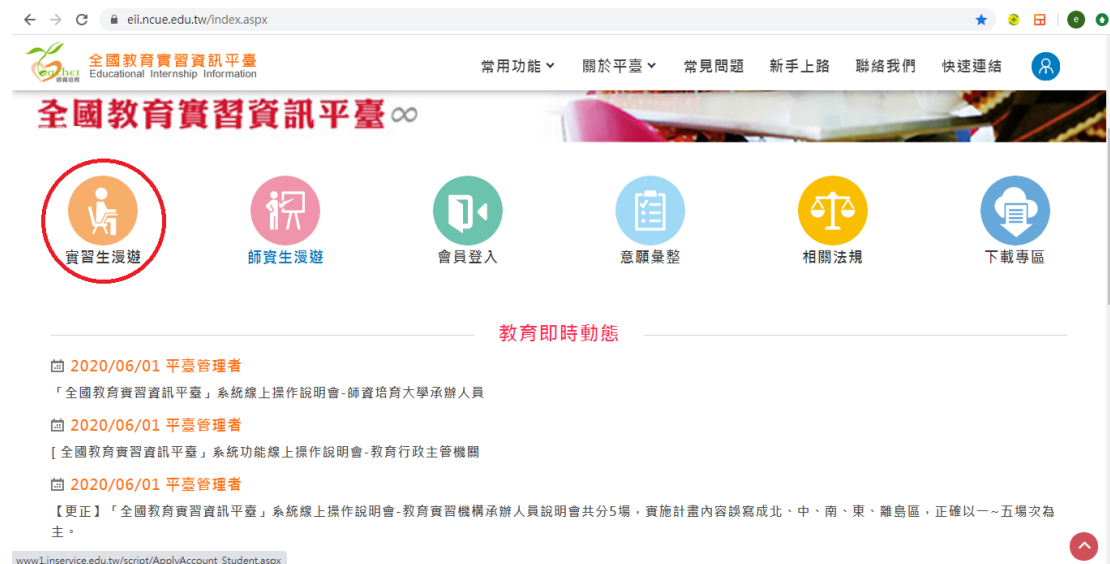 eii.ncue.edu.tw/index.aspx
e
Teacher
師資培育
全國教育實習資訊平臺
Educational Internship Information
常用功能 關於平臺 常見問題 新手上路 聯絡我們 快速連結
全國教育實習資訊平臺∞
實習生漫遊 師資生漫遊 會員登入 意願彙整 相關法規 下載專區
教育即時動態
2020/06/01 平臺管理者
「全國教育實習資訊平臺」系統線上操作說明會-師資培育大學承辦人員
2020/06/01 平臺管理者
[ 全國教育實習資訊平臺」系統功能線上操作說明會-教育行政主管機關
2020/06/01 平臺管理者
【更正】「全國教育實習資訊平臺」系統線上操作說明會-教育實習機構承辦人員說明會共分5場，實施計畫內容誤寫成北、中、南、東、離島區，正確以一~五場次為
主。
www1.inservice.edu.tw/script/ApplyAccount_Student.aspx